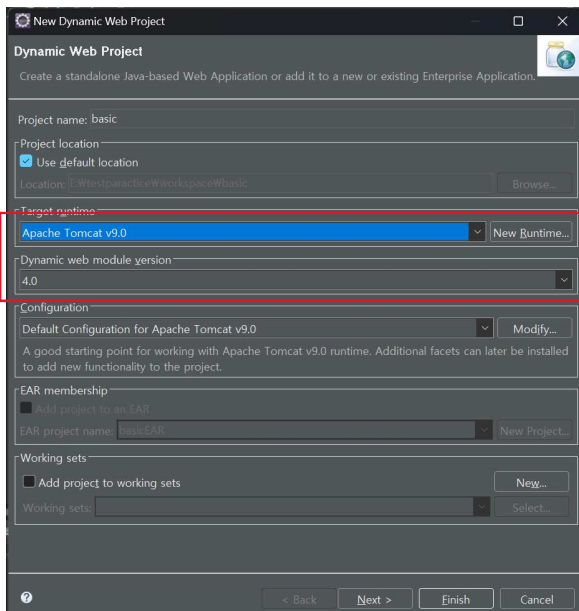 New Dynamic Web Project
Dynamic Web Project
Create a standalone Java-based Web Application or add it to a new or existing Enterprise Application.
Project name: basic
Project location
Use default location
Location: E:₩testparactice₩workspace₩basic Browse...
Target runtime
Apache Tomcat v9.0 New Runtime...
Dynamic web module version
4.0
Configuration
Default Configuration for Apache Tomcat v9.0 Modify...
A good starting point for working with Apache Tomcat v9.0 runtime. Additional facets can later be installed
to add new functionality to the project.
EAR membership
Add project to an EAR
EAR project name: basicEAR New Project...
Working sets
Add project to working sets New...
Working sets: Select...
? < Back Next > Finish Cancel